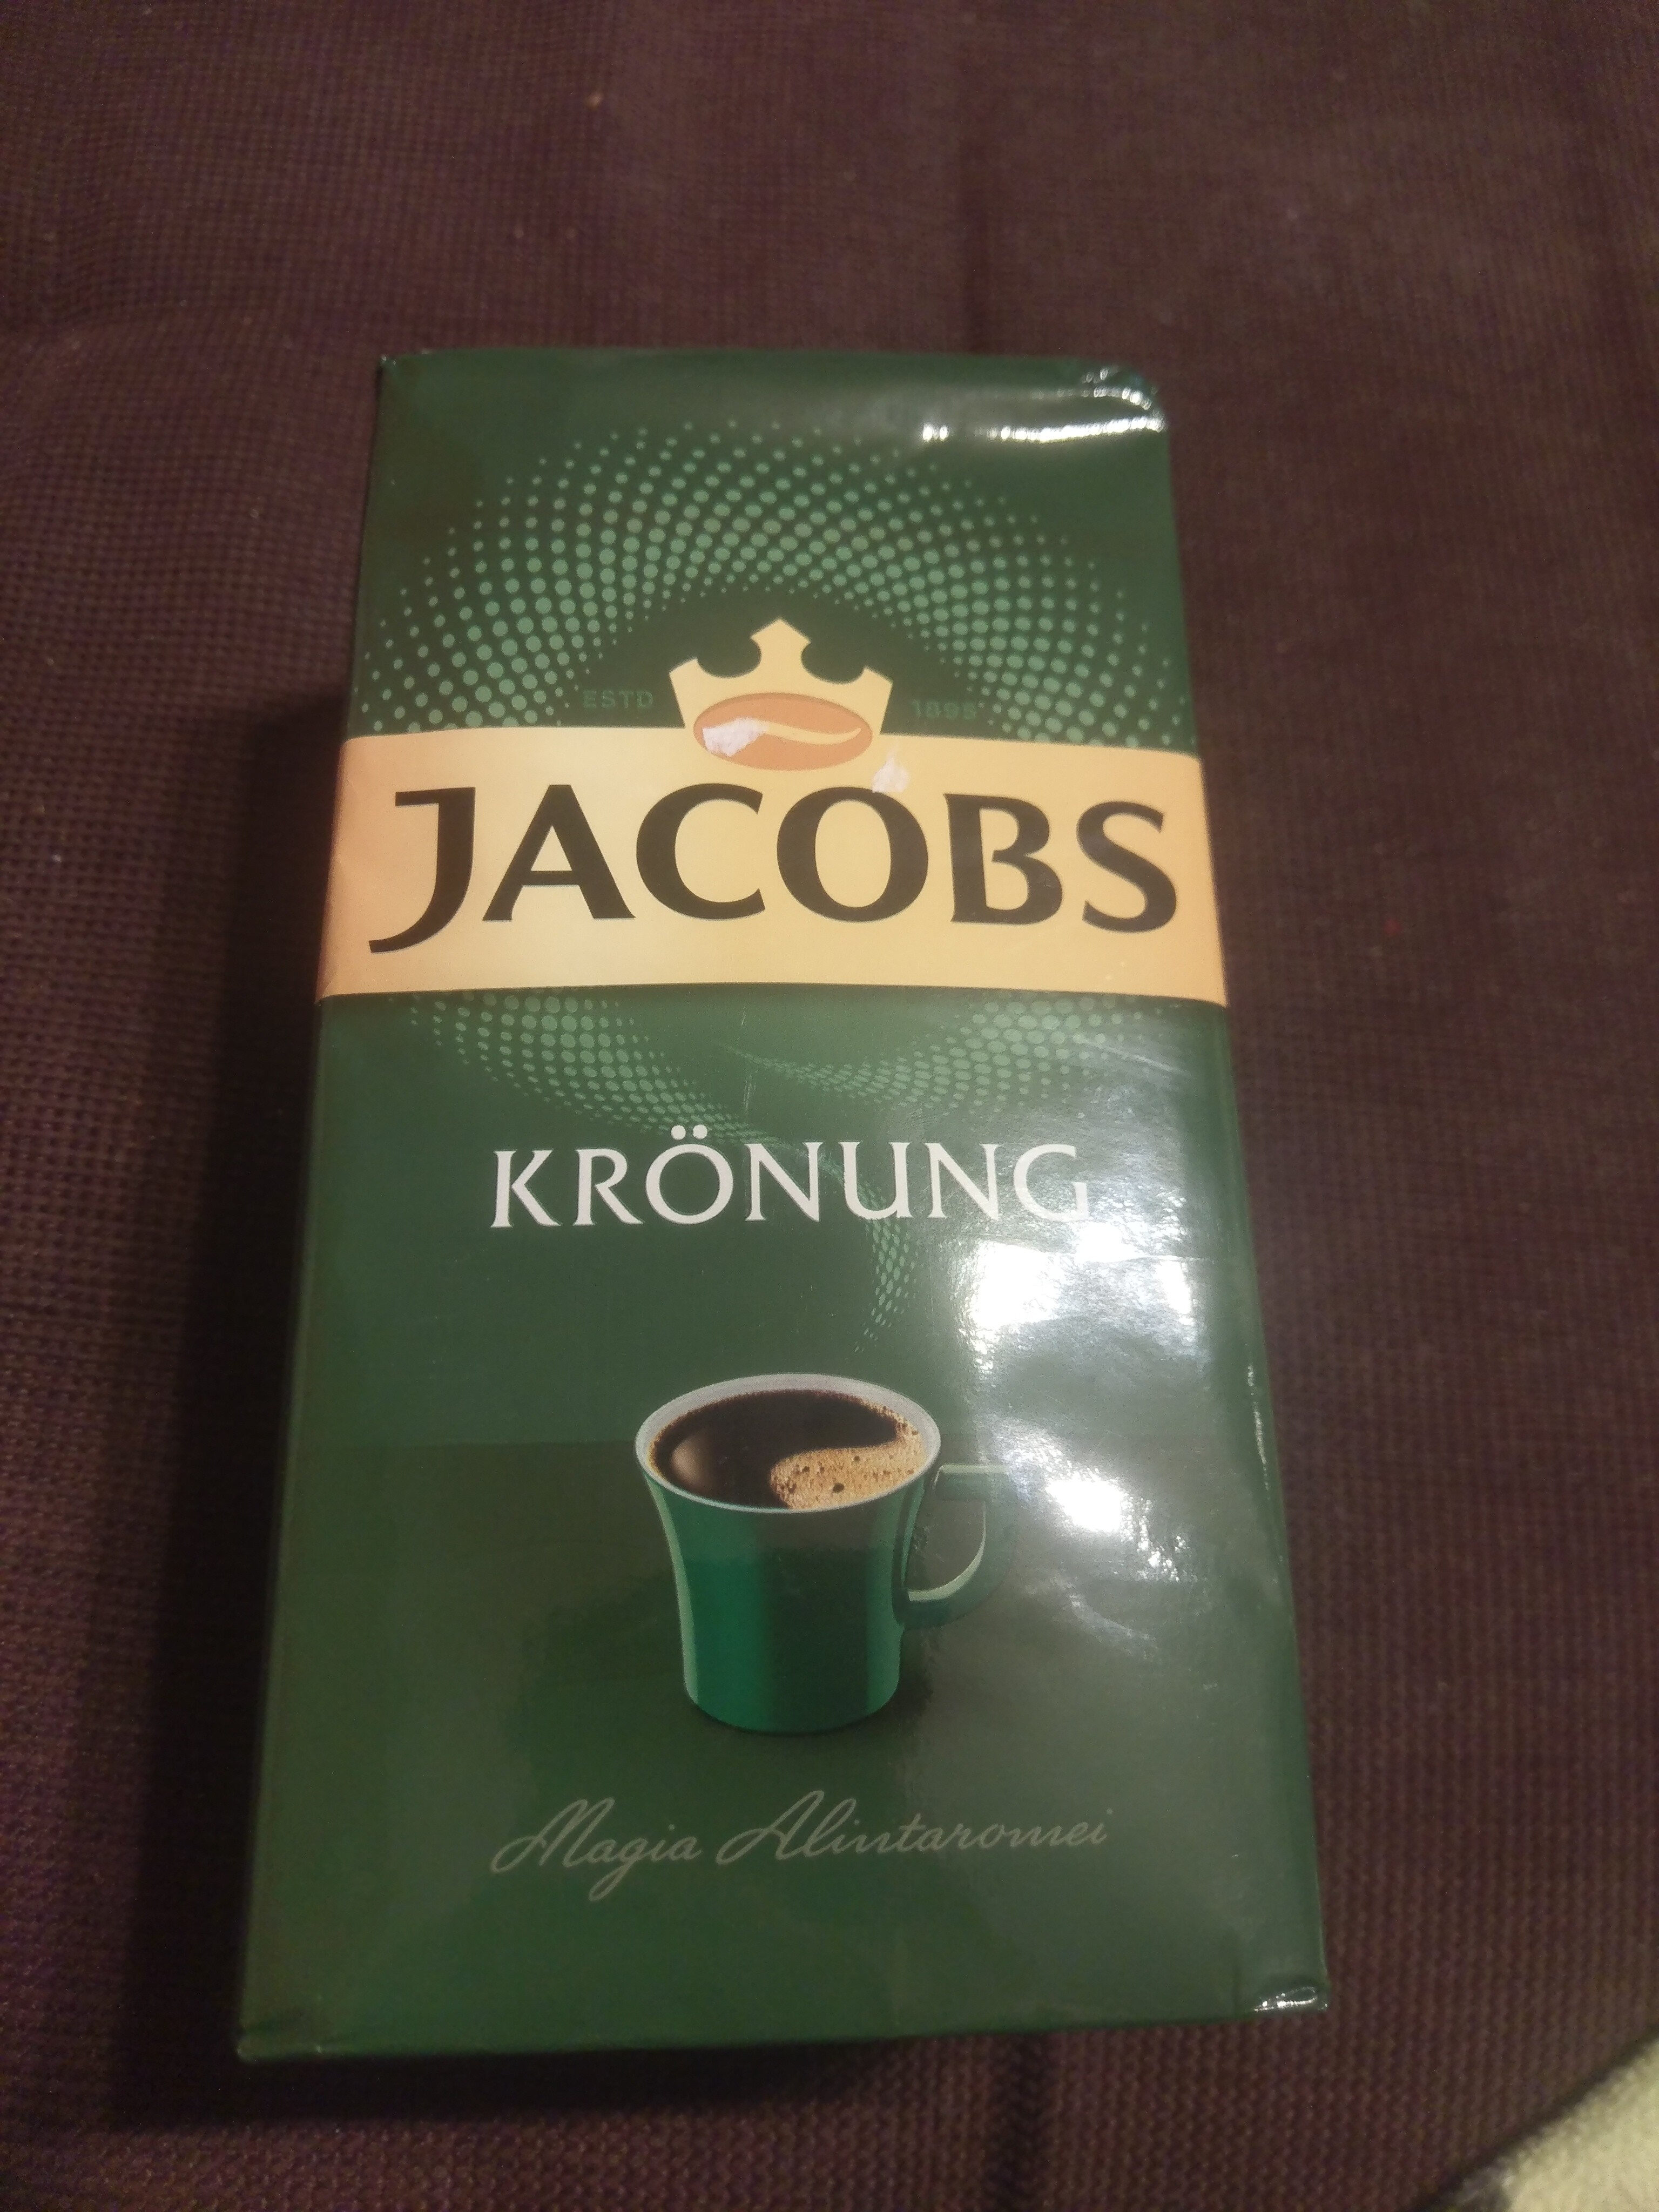 ESTD 1895
JACOBS
KRÖNUNG
Magia Alintaromei